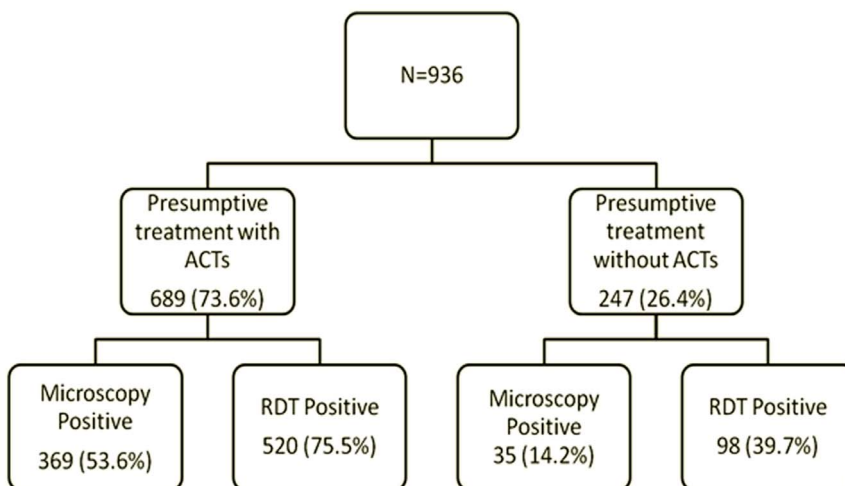 N=936
Presumptive
treatment with
ACTs
689 (73.6%)
Presumptive
treatment
without ACTs
247 (26.4%)
Microscopy
Positive
369 (53.6%)
RDT Positive
520 (75.5%)
Microscopy
Positive
35 (14.2%)
RDT Positive
98 (39.7%)